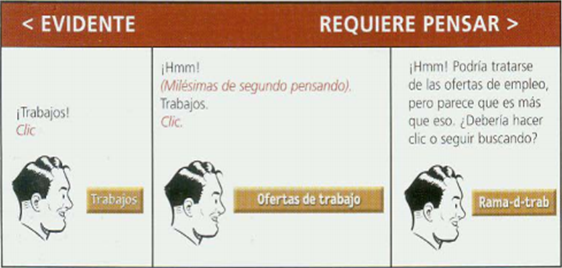 < EVIDENTE
REQUIERE PENSAR >
¡Trabajos!
Clic
Trabajos
¡Hmm!
(Milésimas de segundo pensando).
Trabajos.
Clic.
Ofertas de trabajo
¡Hmm! Podría tratarse
de las ofertas de empleo,
pero parece que es más
que eso. ¿Debería hacer
clic o seguir buscando?
Rama-d-trab